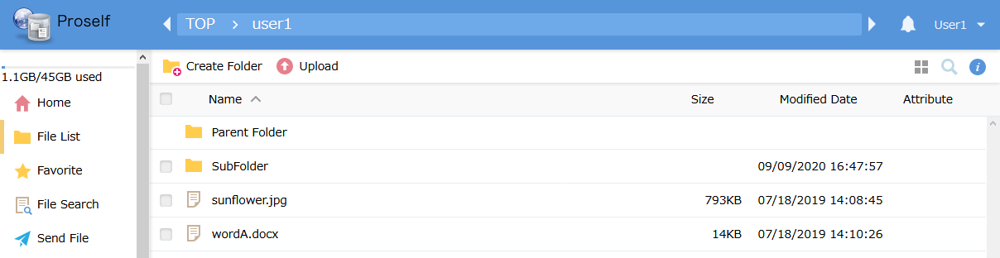 Proself
TOP > user1
User1
1.1GB/45GB used
Home
File List
Favorite
File Search
Send File
Create Folder
Upload
i
Name Size Modified Date Attribute
Parent Folder
SubFolder 09/09/2020 16:47:57
sunflower.jpg 793KB 07/18/2019 14:08:45
wordA.docx 14KB 07/18/2019 14:10:26